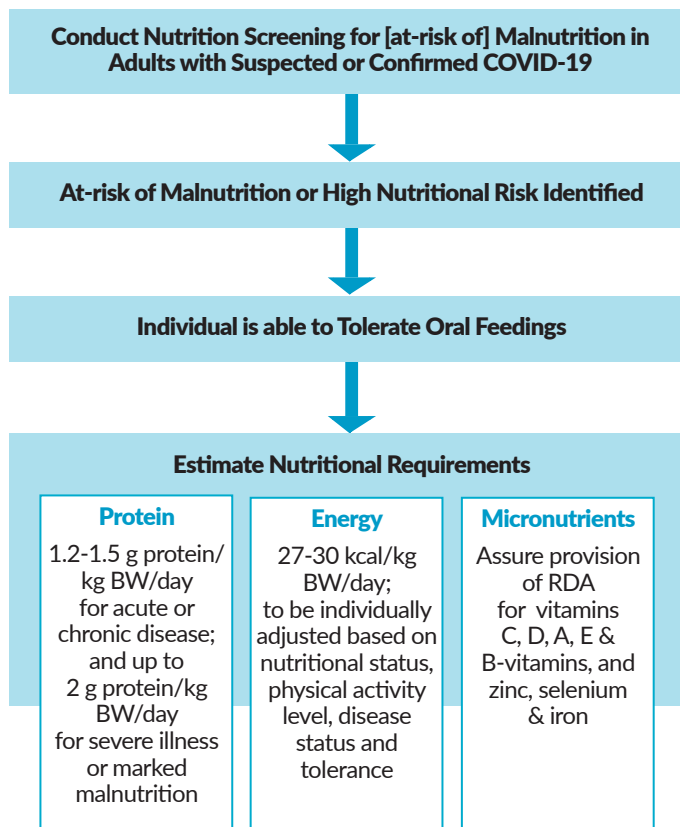 Conduct Nutrition Screening for [at-risk of] Malnutrition in
Adults with Suspected or Confirmed COVID-19
At-risk of Malnutrition or High Nutritional Risk Identified
Individual is able to Tolerate Oral Feedings
Estimate Nutritional Requirements
Protein
1.2-1.5 g protein/
kg BW/day
for acute or
chronic disease;
and up to
2 g protein/kg
BW/day
for severe illness
or marked
malnutrition
Energy
27-30 kcal/kg
BW/day;
to be individually
adjusted based on
nutritional status,
physical activity
level, disease
status and
tolerance
Micronutrients
Assure provision
of RDA
for vitamins
C, D, A, E &
B-vitamins, and
zinc, selenium
& iron